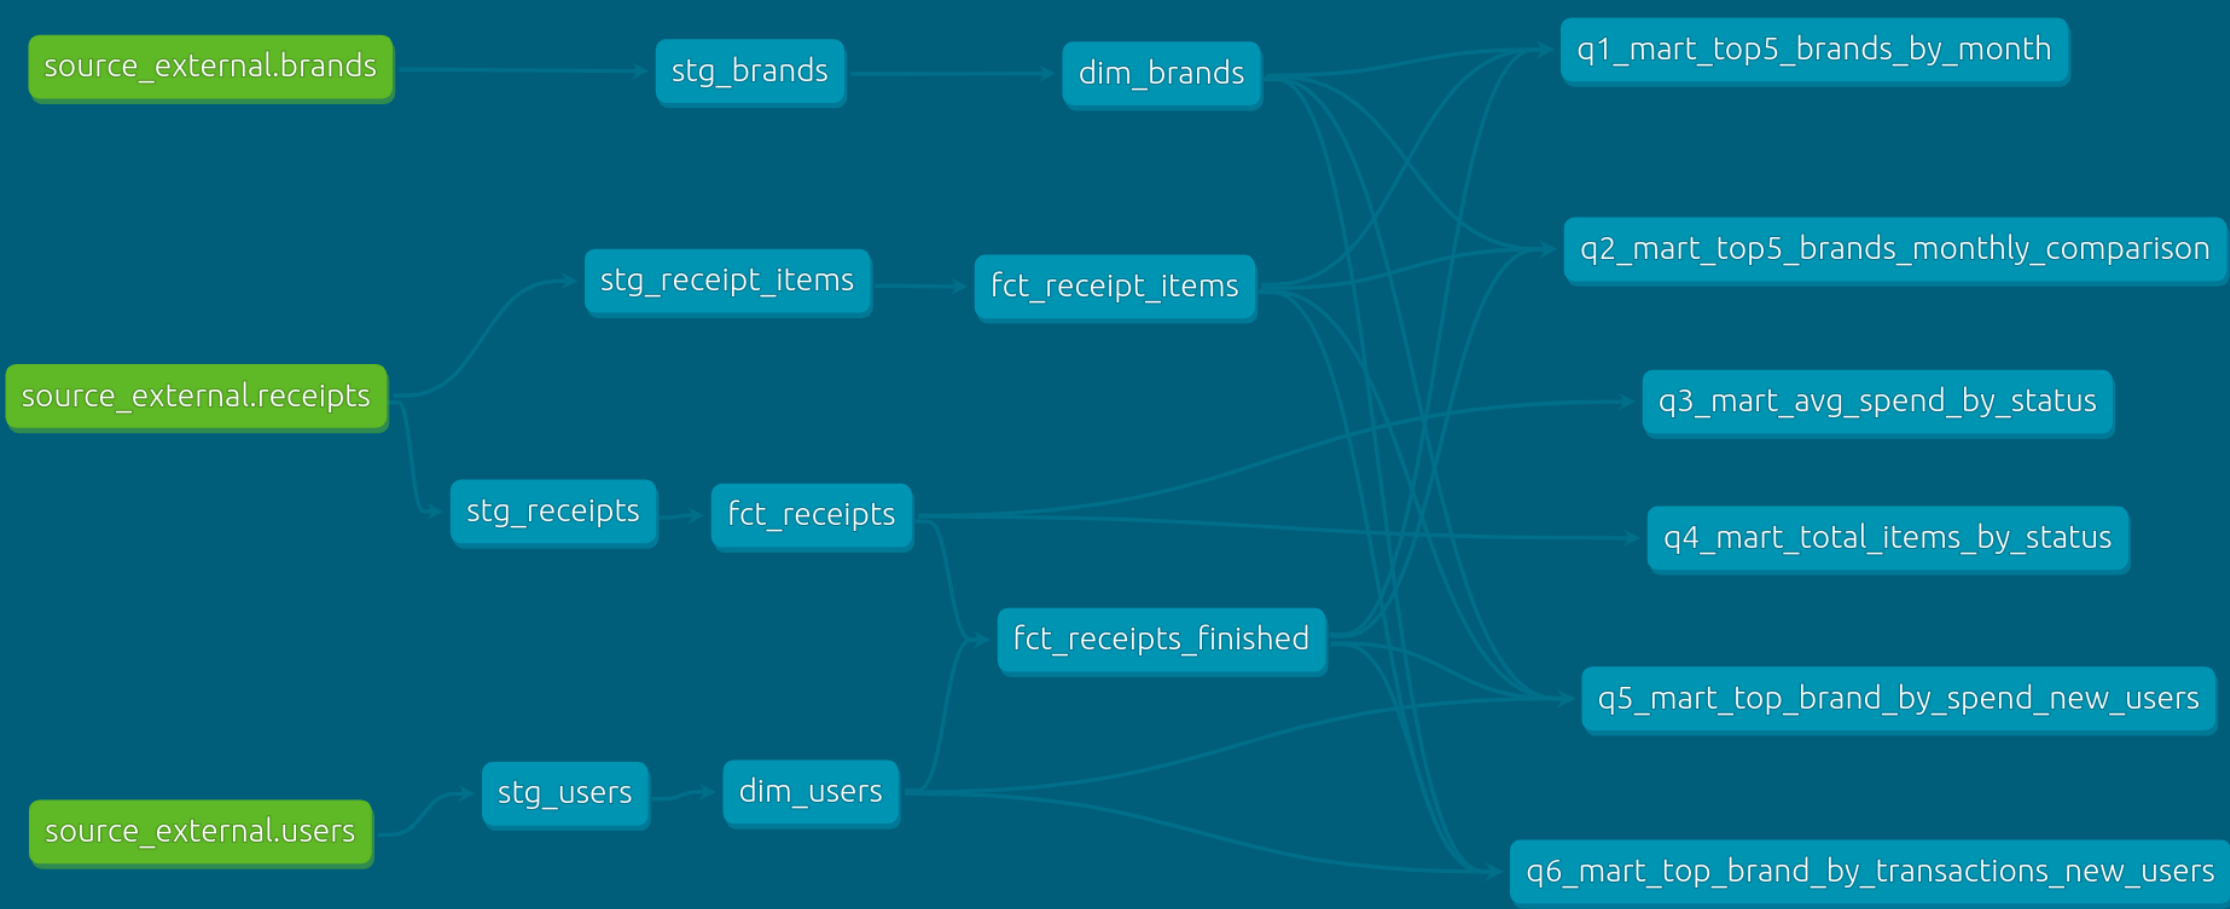 source_external.brands
stg_brands
dim_brands
q1_mart_top5_brands_by_month
stg_receipt_items
fct_receipt_items
q2_mart_top5_brands_monthly_comparison
source_external.receipts
q3_mart_avg_spend_by_status
stg_receipts
fct_receipts
q4_mart_total_items_by_status
fct_receipts_finished
q5_mart_top_brand_by_spend_new_users
stg_users
dim_users
source_external.users
q6_mart_top_brand_by_transactions_new_users